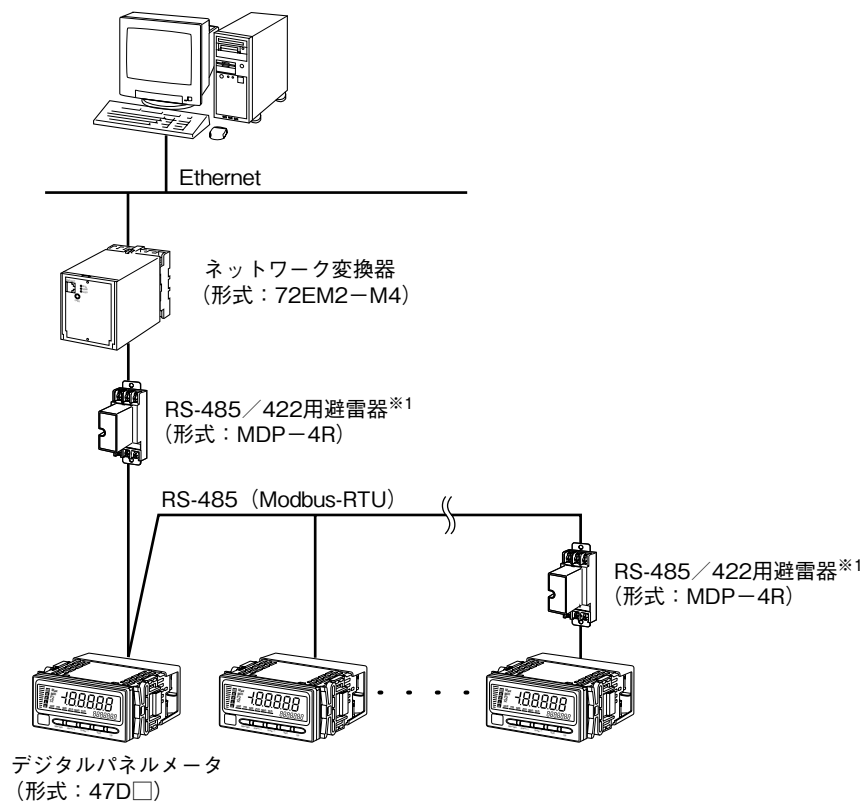 Ethernet
ネットワーク変換器
（形式：72EM2－M4）
RS-485／422用避雷器※1
（形式：MDP－4R）
RS-485（Modbus-RTU）
RS-485／422用避雷器※1
（形式：MDP－4R）
デジタルパネルメータ
（形式：47D□）